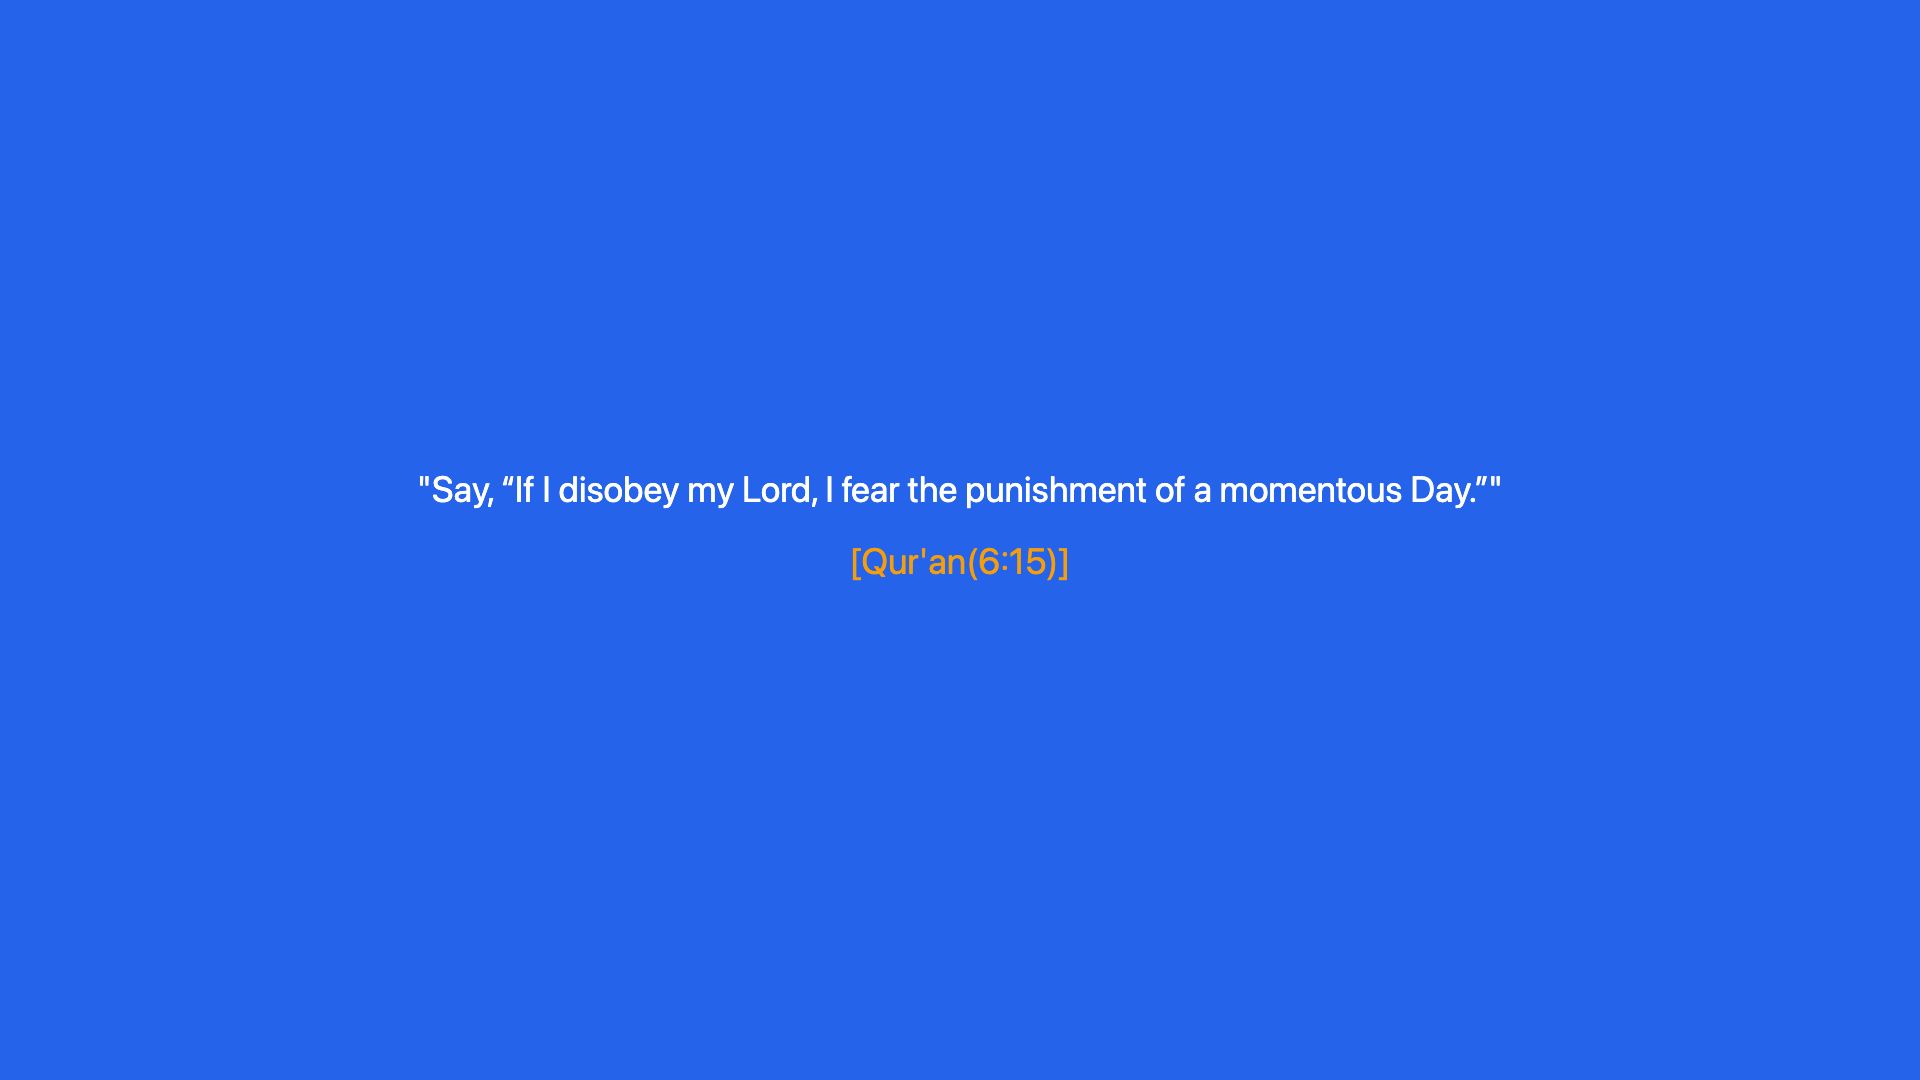 "Say, “If I disobey my Lord, I fear the punishment of a momentous Day.”"
[Qur'an(6:15)]